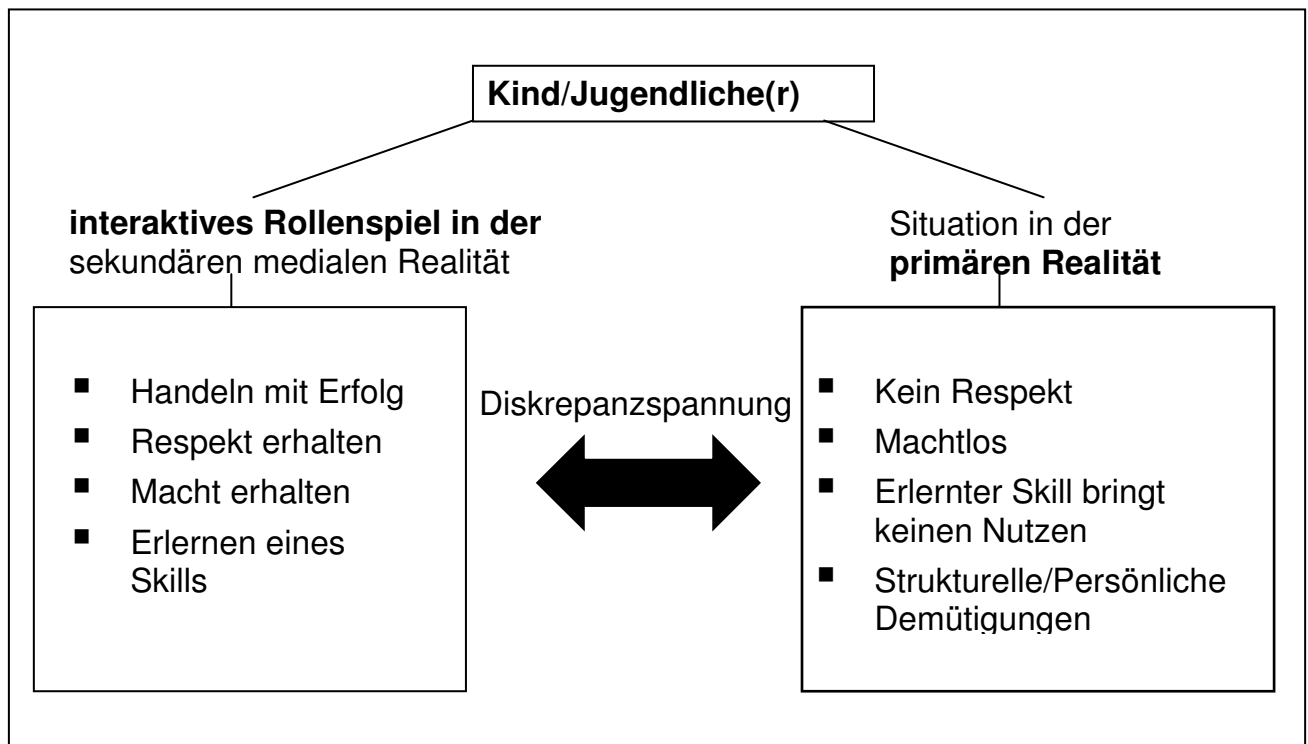 Kind/Jugendliche(r)
interaktives Rollenspiel in der
sekundären medialen Realität
Situation in der
primären Realität
■ Handeln mit Erfolg
■ Respekt erhalten
■ Macht erhalten
■ Erlernen eines
Skills
Diskrepanzspannung
■ Kein Respekt
■ Machtlos
■ Erlernter Skill bringt
keinen Nutzen
■ Strukturelle/Persönliche
Demütigungen